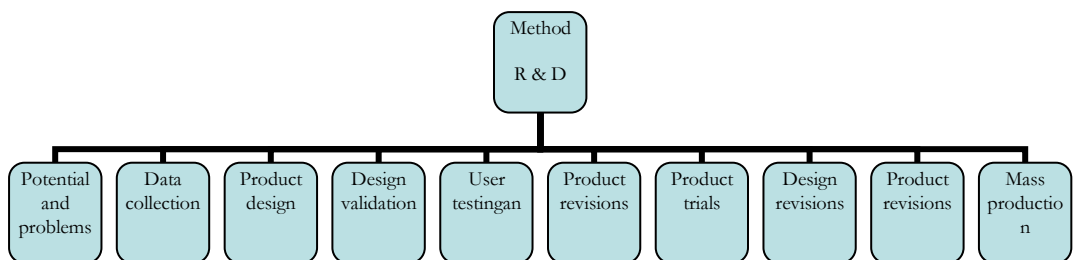 Method
R & D
Potential
and
problems
Data
collection
Product
design
Design
validation
User
testingan
Product
revisions
Product
trials
Design
revisions
Product
revisions
Mass
productio
n